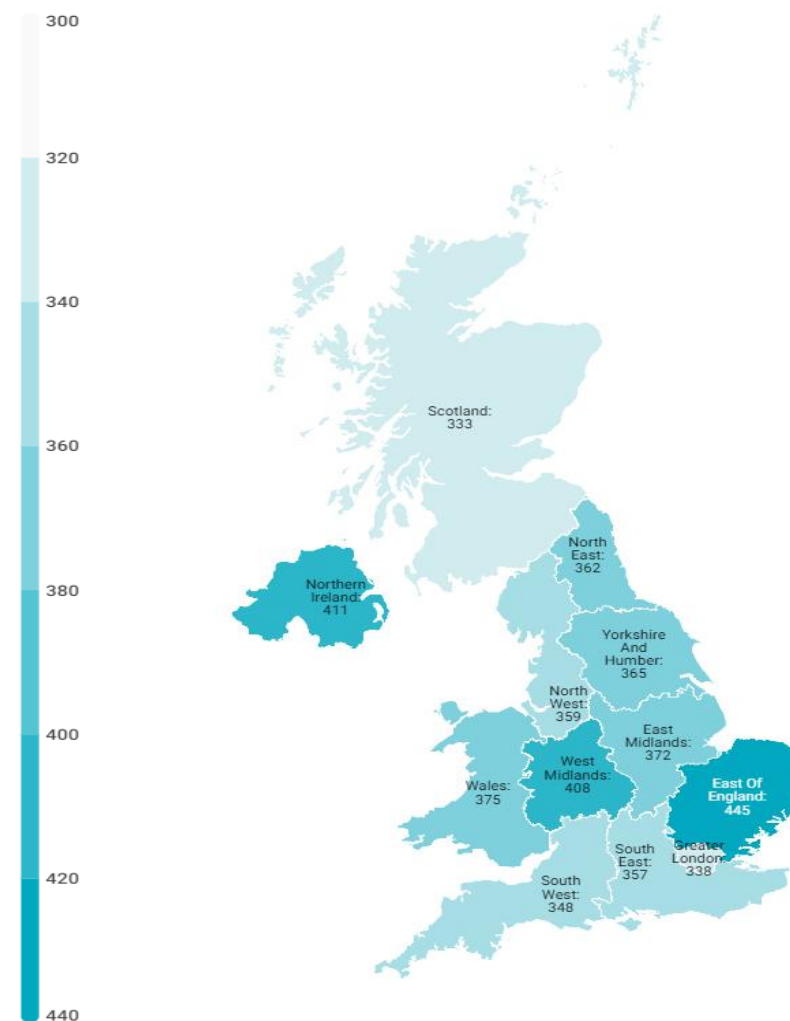 300
320
340
360
380
400
420
440
Scotland:
333
North
East:
362
Northern
Ireland:
411
Yorkshire
And
Humber:
365
North
West:
359
East
Midlands:
372
West
Midlands:
408
Wales:
375
East Of
England:
445
Greater
London:
338
South
East:
357
South
West:
348